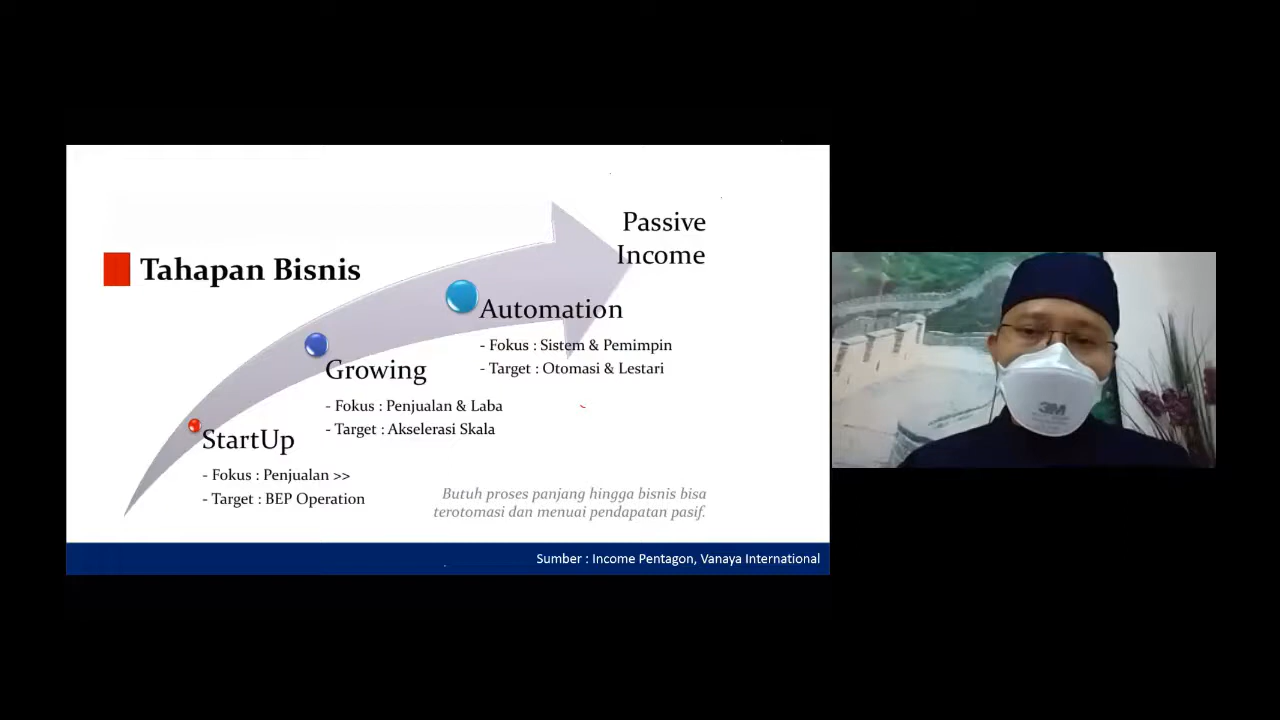 Passive
Income
Tahapan Bisnis
Automation
- Fokus : Sistem & Pemimpin
- Target : Otomasi & Lestari
Growing
- Fokus : Penjualan & Laba
- Target : Akselerasi Skala
StartUp
- Fokus : Penjualan >>
- Target : BEP Operation
Butuh proses panjang hingga bisnis bisa
terotomasi dan menuai pendapatan pasif.
Sumber : Income Pentagon, Vanaya International
3M